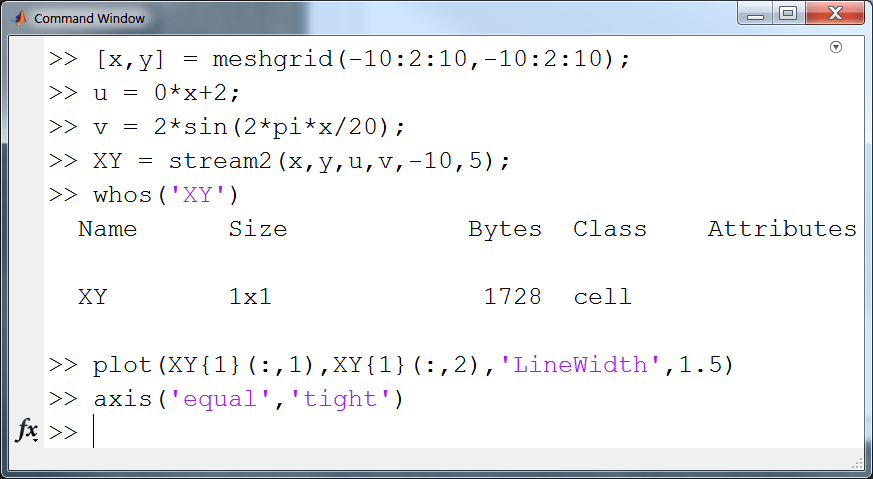 Command Window
>> [x,y] = meshgrid(-10:2:10,-10:2:10);
>> u = 0*x+2;
>> v = 2*sin(2*pi*x/20);
>> XY = stream2(x,y,u,v,-10,5);
>> whos('XY')
Name Size Bytes Class Attributes
XY 1x1 1728 cell
>> plot(XY{1}(:,1),XY{1}(:,2),'LineWidth',1.5)
>> axis('equal','tight')
fx >>